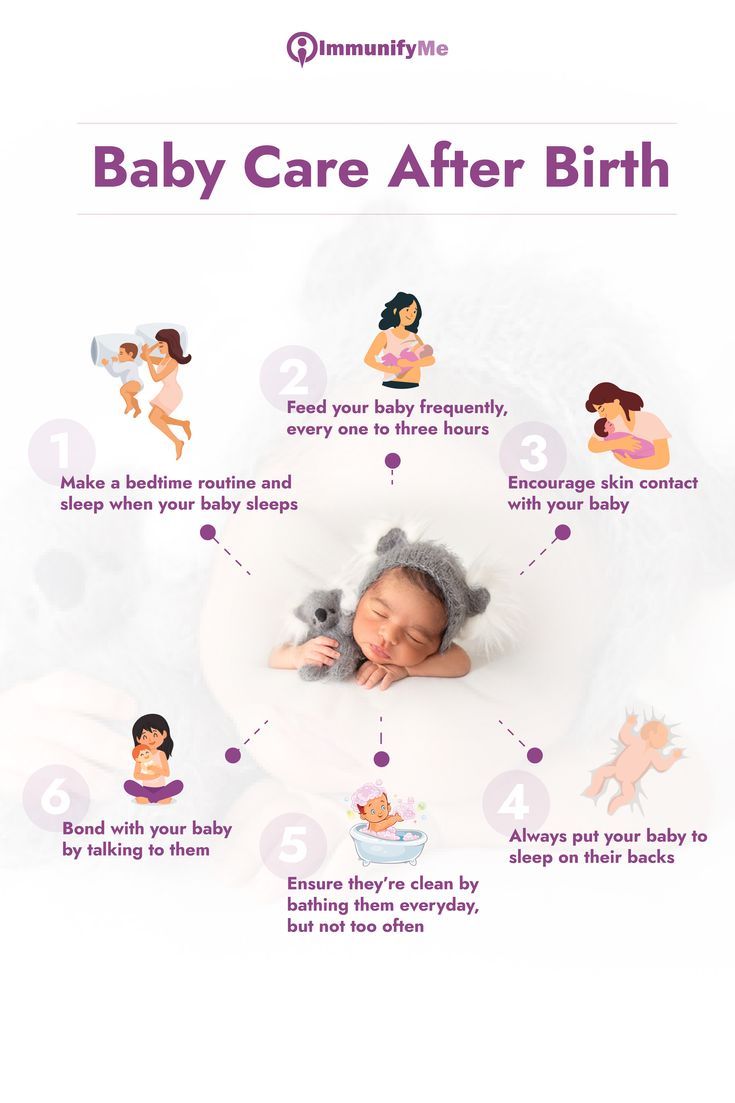 ImmunifyMe
Baby Care After Birth
1
Make a bedtime routine and
sleep when your baby sleeps
2
Feed your baby frequently,
every one to three hours
3
Encourage skin contact
with your baby
4
Always put your baby to
sleep on their backs
5
Ensure they're clean by
bathing them everyday,
but not too often
6
Bond with your baby
by talking to them